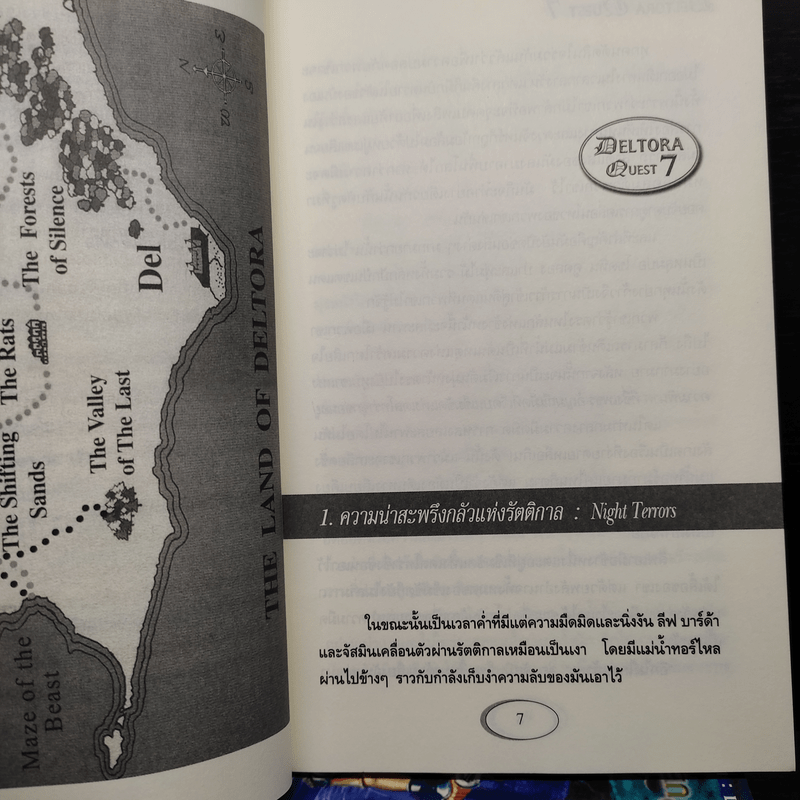 The Forests
of Silence
Del
The Rats
The Shifting
Sands
The Valley
of The Last
THE LAND OF DELTORA
Maze of the
Beast
DELTORA
QUEST 7
1. ความน่าสะพรึงกลัวแห่งรัตติกาล : Night Terrors
ในขณะนั้นเป็นเวลาค่ำที่มีแต่ความมืดมิดและนิ่งงัน ลีฟ บาร์ด้า
และจัสมินเคลื่อนตัวผ่านรัตติกาลเหมือนเป็นเงา โดยมีแม่น้ำทอร์ไหล
ผ่านไปข้างๆ ราวกับกำลังเก็บงำความลับของมันเอาไว้
7